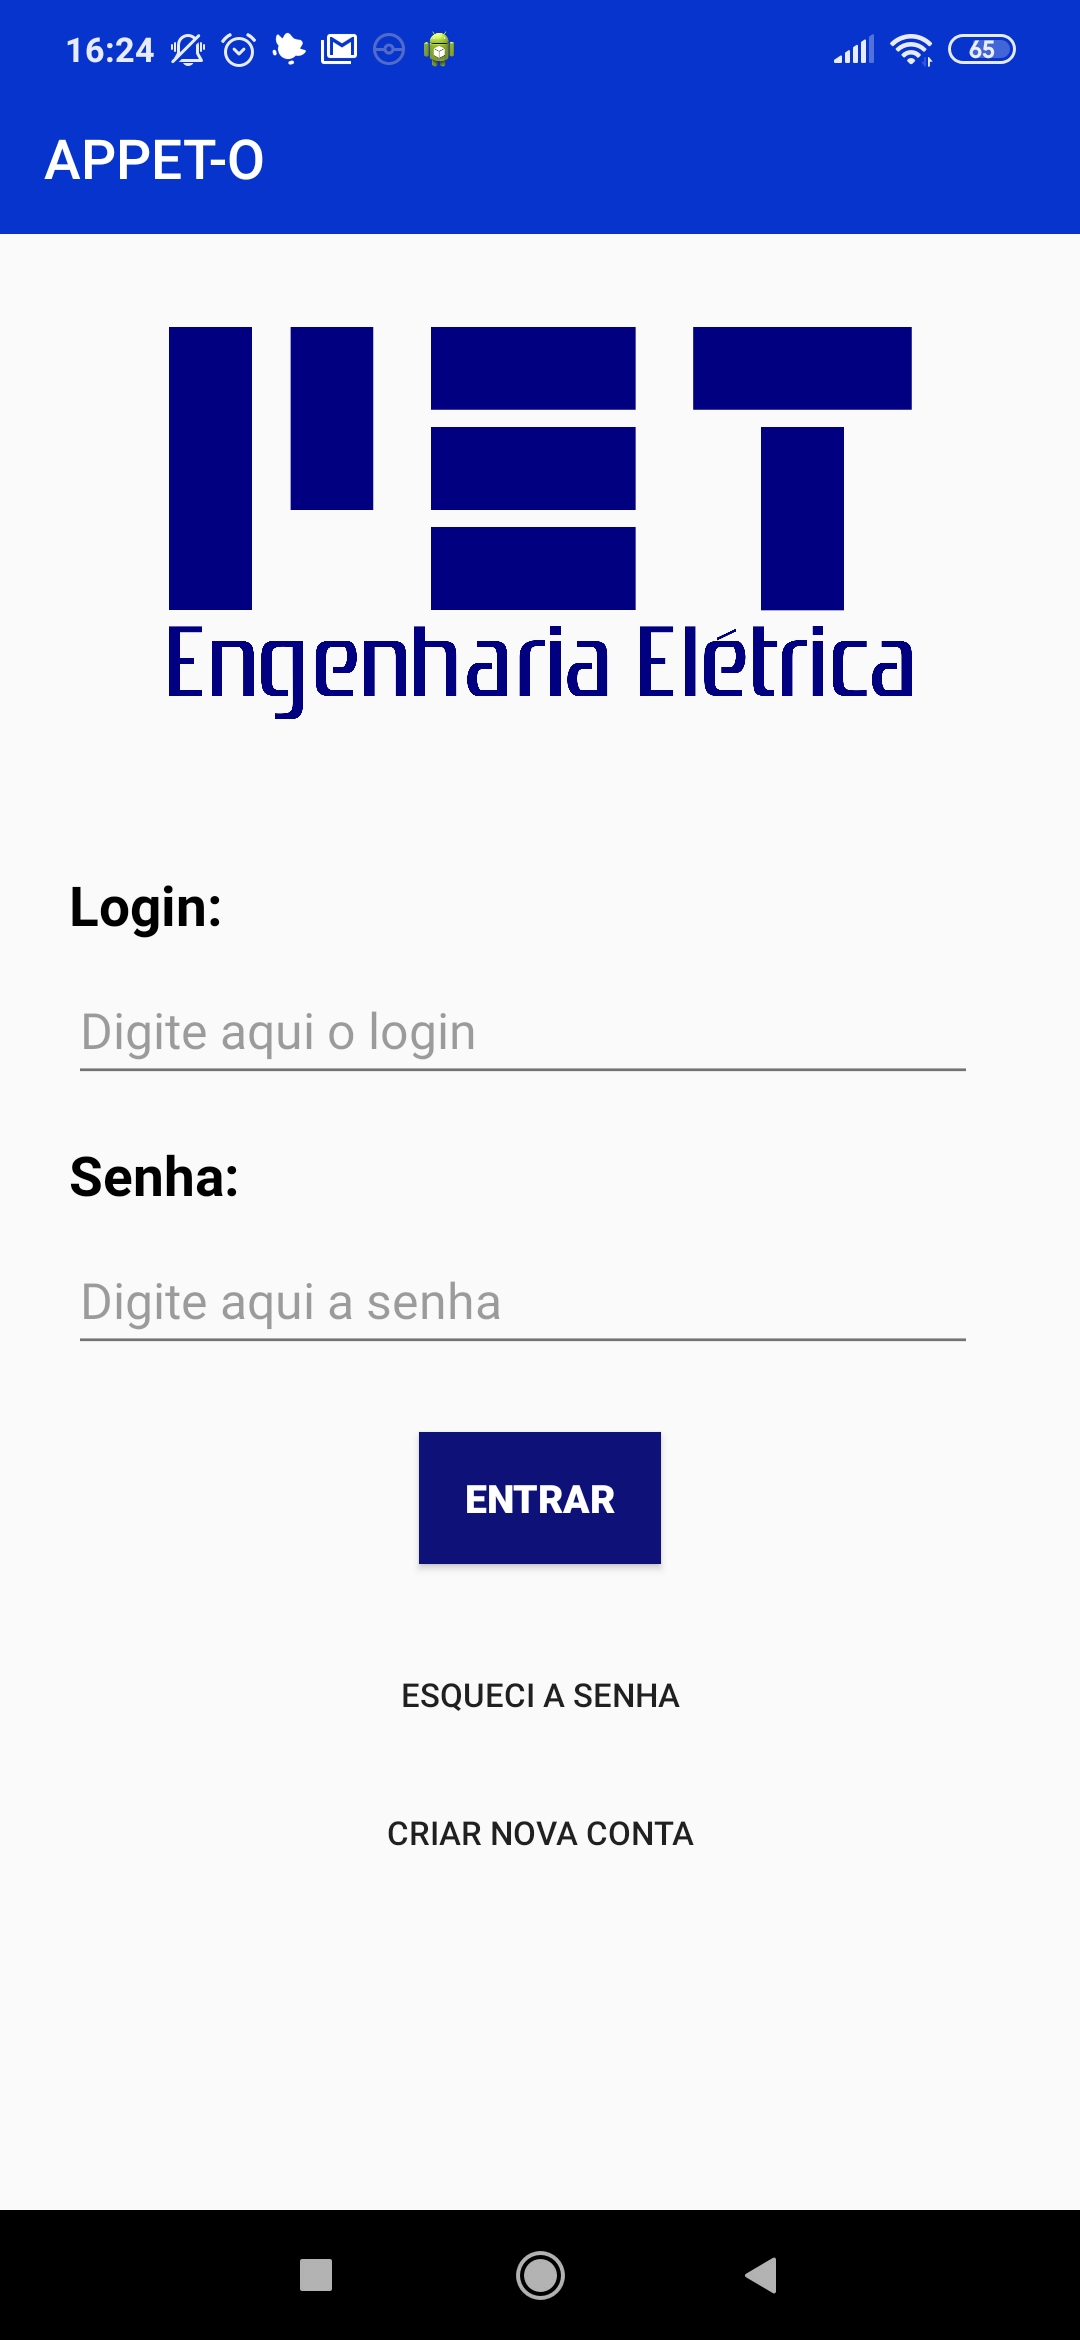 16:24
65
APPET-O
PET
Engenharia Elétrica
Login:
Digite aqui o login
Senha:
Digite aqui a senha
ENTRAR
ESQUECI A SENHA
CRIAR NOVA CONTA